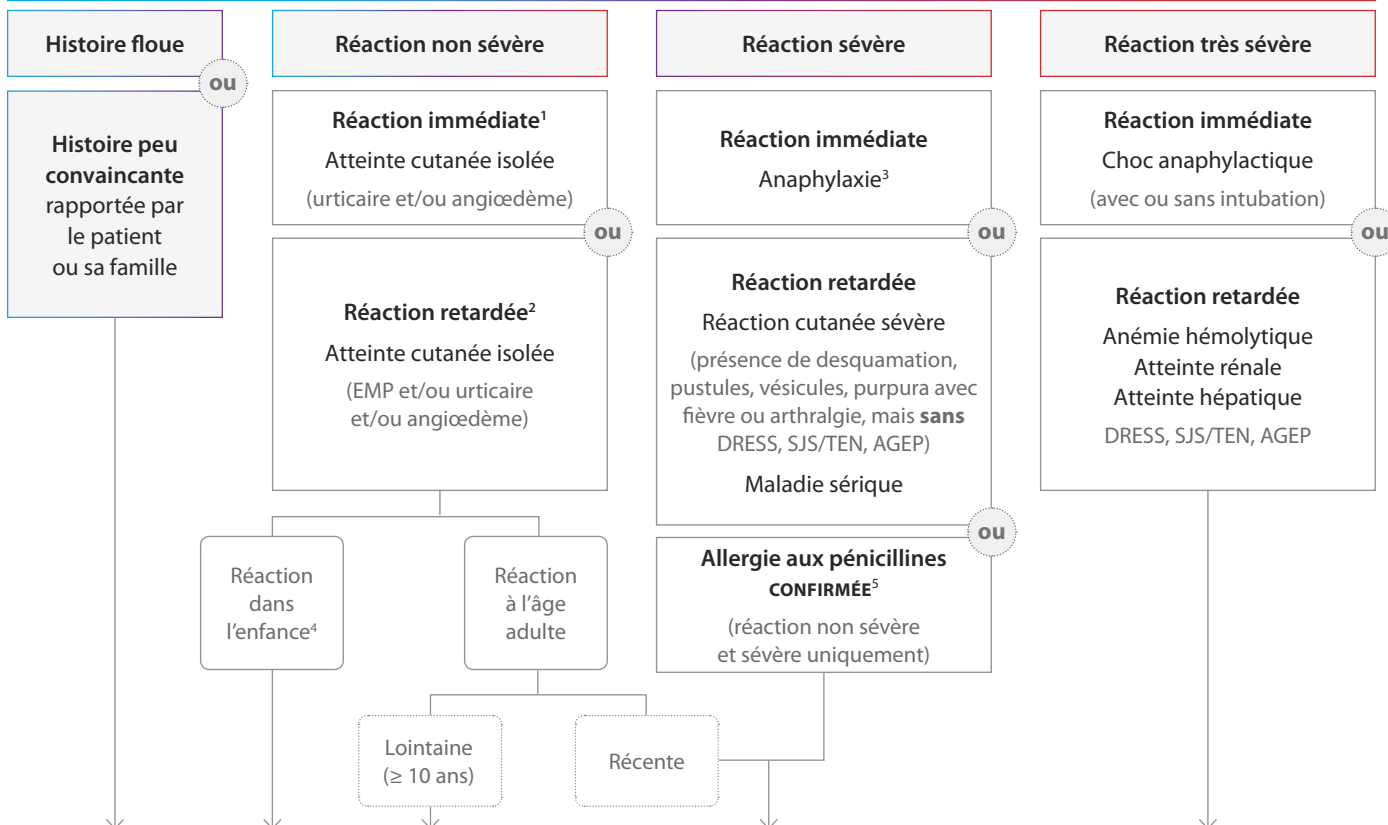 Histoire floue
ou
Histoire peu
convaincante
rapportée par
le patient
ou sa famille
Réaction non sévère
Réaction immédiate¹
Atteinte cutanée isolée
(urticaire et/ou angiœdème)
ou
Réaction retardée²
Atteinte cutanée isolée
(EMP et/ou urticaire
et/ou angiœdème)
Réaction
dans
l’enfance⁴
Réaction
à l’âge
adulte
Lointaine
(≥ 10 ans)
Récente
Réaction sévère
Réaction immédiate
Anaphylaxie³
ou
Réaction retardée
Réaction cutanée sévère
(présence de desquamation,
pustules, vésicules, purpura avec
fièvre ou arthralgie, mais sans
DRESS, SJS/TEN, AGEP)
Maladie sérique
ou
Allergie aux pénicillines
CONFIRMÉE⁵
(réaction non sévère
et sévère uniquement)
Réaction très sévère
Réaction immédiate
Choc anaphylactique
(avec ou sans intubation)
ou
Réaction retardée
Anémie hémolytique
Atteinte rénale
Atteinte hépatique
DRESS, SJS/TEN, AGEP